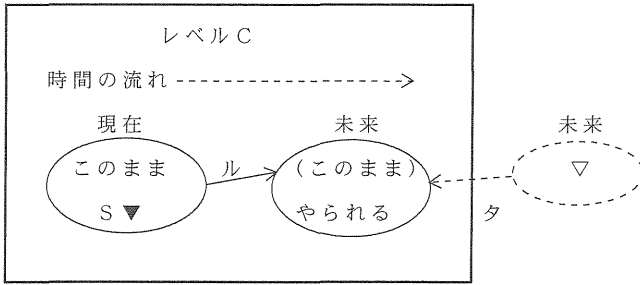 レベルC
時間の流れ
現在 未来 未来
このまま ル (このまま) ▽
S▼ やられる タ